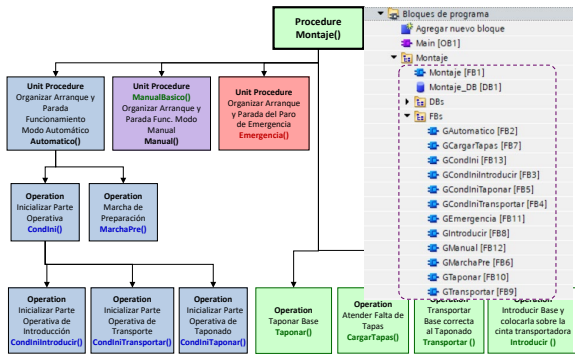 Procedure
Montaje()
Unit Procedure
Organizar Arranque y
Parada
Funcionamiento
Modo Automático
Automatico()
Unit Procedure
ManualBasico()
Organizar Arranque y
Parada Func. Modo
Manual
Manual()
Unit Procedure
Organizar Arranque
y Parada del Paro
de Emergencia
Emergencia()
Operation
Inicializar Parte
Operativa
CondIni()
Operation
Marcha de
Preparación
MarchaPre()
Operation
Inicializar Parte
Operativa de
Introducción
CondIniIntroducir()
Operation
Inicializar Parte
Operativa de
Transporte
CondIniTransportar()
Operation
Inicializar Parte
Operativa de
Taponado
CondIniTaponar()
Operation
Taponar Base
Taponar()
Operation
Atender Falta de
Tapas
CargarTapas()
Operation
Transportar
Base correcta
al Taponado
Transportar ()
Operation
Introducir Base y
colocarla sobre la
cinta transportadora
Introducir ()
Bloques de programa
Agregar nuevo bloque
Main [OB1]
Montaje
Montaje [FB1]
Montaje_DB [DB1]
DBs
FBs
GAutomatico [FB2]
GCargarTapas [FB7]
GCondIni [FB13]
GCondIniIntroducir [FB3]
GCondIniTaponar [FB5]
GCondIniTransportar [FB4]
GEmergencia [FB11]
GIntroducir [FB8]
GManual [FB12]
GMarchaPre [FB6]
GTaponar [FB10]
GTransportar [FB9]